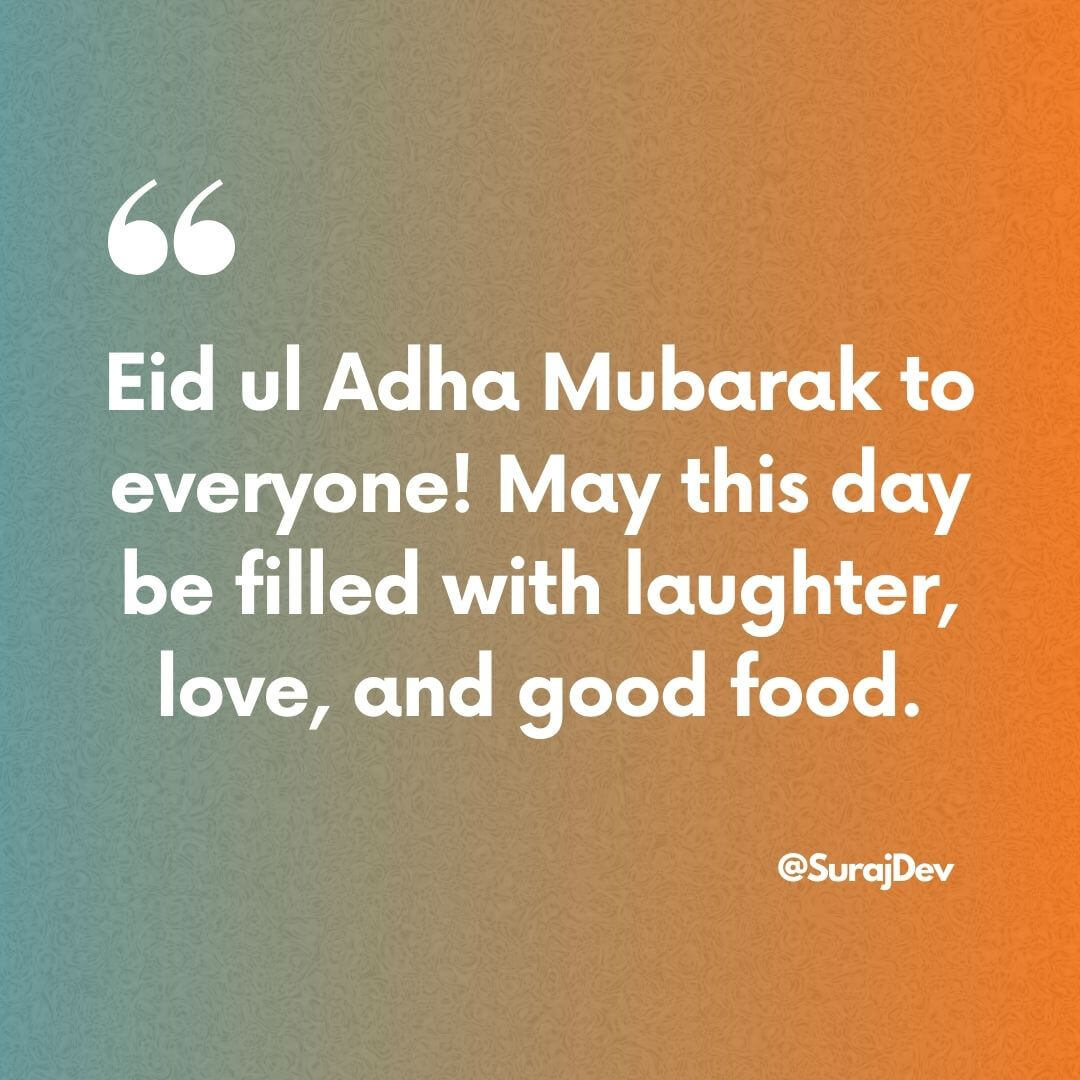 “
Eid ul Adha Mubarak to
everyone! May this day
be filled with laughter,
love, and good food.
@SurajDev